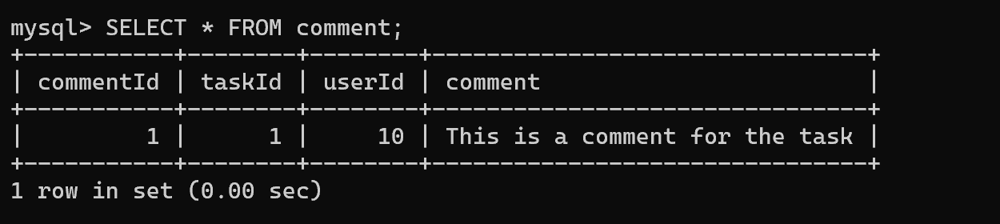 mysql> SELECT * FROM comment;
+-----------+--------+--------+--------------------------------+
| commentId | taskId | userId | comment                        |
+-----------+--------+--------+--------------------------------+
|         1 |      1 |     10 | This is a comment for the task |
+-----------+--------+--------+--------------------------------+
1 row in set (0.00 sec)